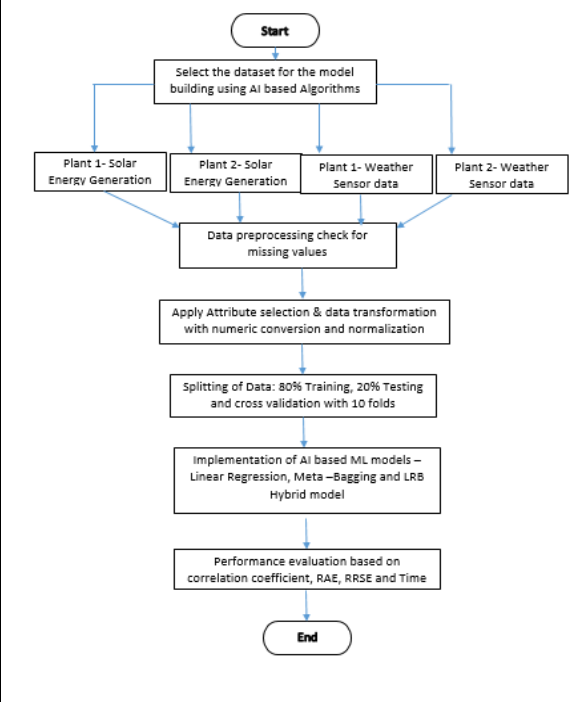 Start
Select the dataset for the model
building using AI based Algorithms
Plant 1- Solar
Energy Generation
Plant 2- Solar
Energy Generation
Plant 1- Weather
Sensor data
Plant 2- Weather
Sensor data
Data preprocessing check for
missing values
Apply Attribute selection & data transformation
with numeric conversion and normalization
Splitting of Data: 80% Training, 20% Testing
and cross validation with 10 folds
Implementation of AI based ML models –
Linear Regression, Meta –Bagging and LRB
Hybrid model
Performance evaluation based on
correlation coefficient, RAE, RRSE and Time
End